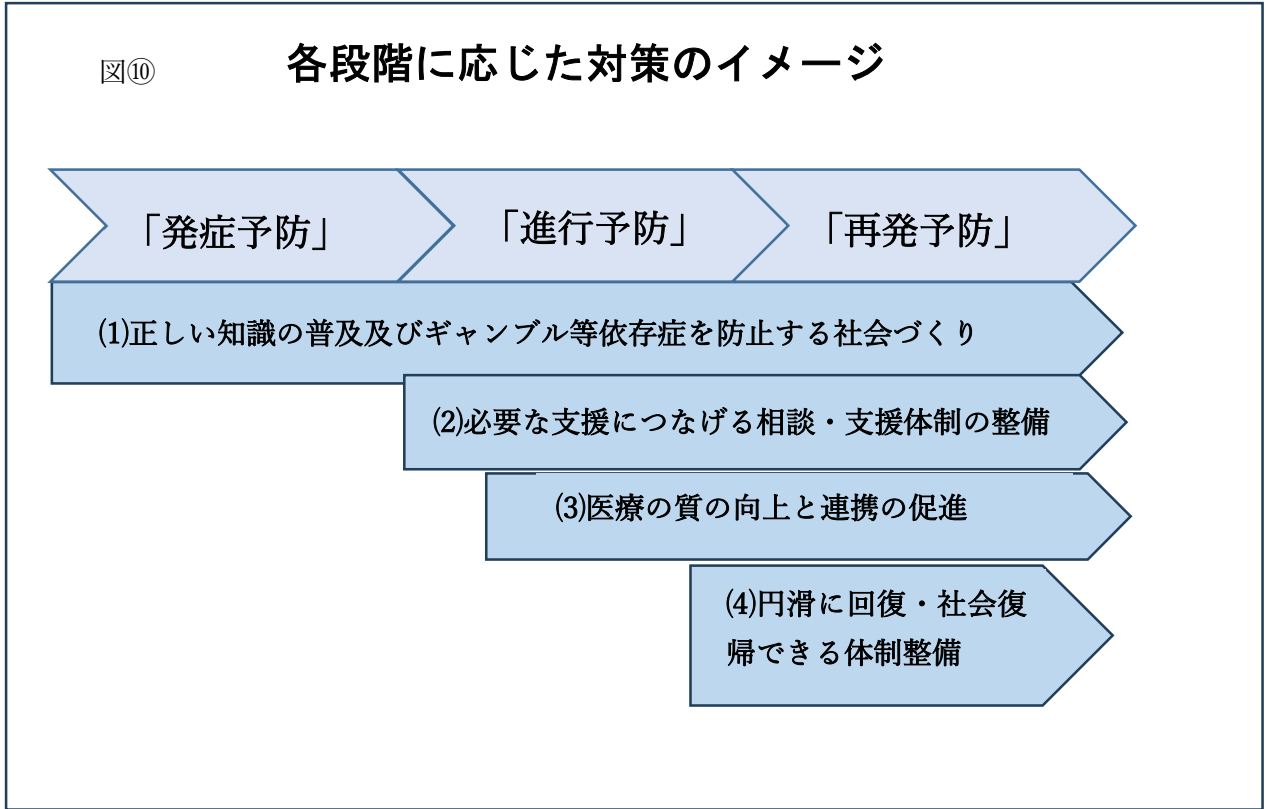 図⑩
各段階に応じた対策のイメージ
「発症予防」
「進行予防」
「再発予防」
⑴正しい知識の普及及びギャンブル等依存症を防止する社会づくり
⑵必要な支援につなげる相談・支援体制の整備
⑶医療の質の向上と連携の促進
⑷円滑に回復・社会復
帰できる体制整備